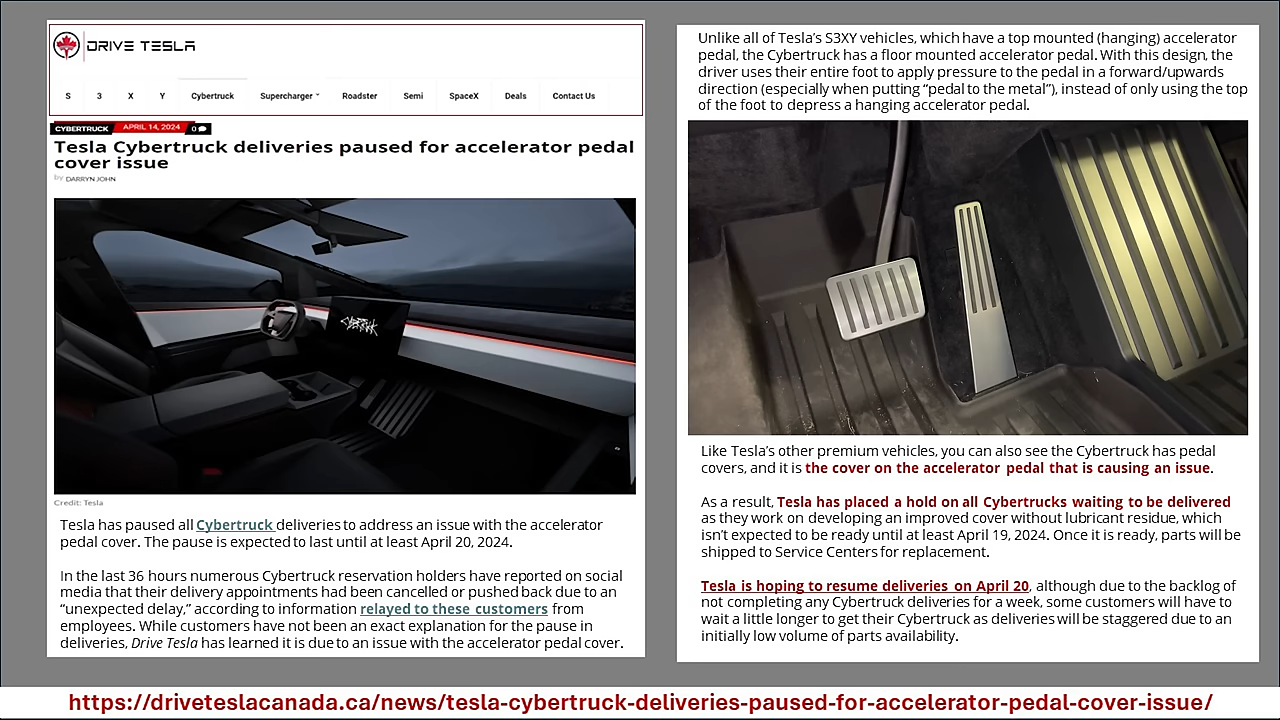 DRIVE TESLA
S 3 X Y Cybertruck Supercharger Roadster Semi SpaceX Deals Contact Us
CYBERTRUCK APRIL 14, 2024 0
Tesla Cybertruck deliveries paused for accelerator pedal
cover issue
by DARRYN JOHN
CYBERTRUCK
Credit: Tesla
Tesla has paused all Cybertruck deliveries to address an issue with the accelerator
pedal cover. The pause is expected to last until at least April 20, 2024.
In the last 36 hours numerous Cybertruck reservation holders have reported on social
media that their delivery appointments had been cancelled or pushed back due to an
“unexpected delay,” according to information relayed to these customers from
employees. While customers have not been an exact explanation for the pause in
deliveries, Drive Tesla has learned it is due to an issue with the accelerator pedal cover.
Unlike all of Tesla’s S3XY vehicles, which have a top mounted (hanging) accelerator
pedal, the Cybertruck has a floor mounted accelerator pedal. With this design, the
driver uses their entire foot to apply pressure to the pedal in a forward/upwards
direction (especially when putting “pedal to the metal”), instead of only using the top
of the foot to depress a hanging accelerator pedal.
Like Tesla’s other premium vehicles, you can also see the Cybertruck has pedal
covers, and it is the cover on the accelerator pedal that is causing an issue.
As a result, Tesla has placed a hold on all Cybertrucks waiting to be delivered
as they work on developing an improved cover without lubricant residue, which
isn’t expected to be ready until at least April 19, 2024. Once it is ready, parts will be
shipped to Service Centers for replacement.
Tesla is hoping to resume deliveries on April 20, although due to the backlog of
not completing any Cybertruck deliveries for a week, some customers will have to
wait a little longer to get their Cybertruck as deliveries will be staggered due to an
initially low volume of parts availability.
https://driveteslacanada.ca/news/tesla-cybertruck-deliveries-paused-for-accelerator-pedal-cover-issue/